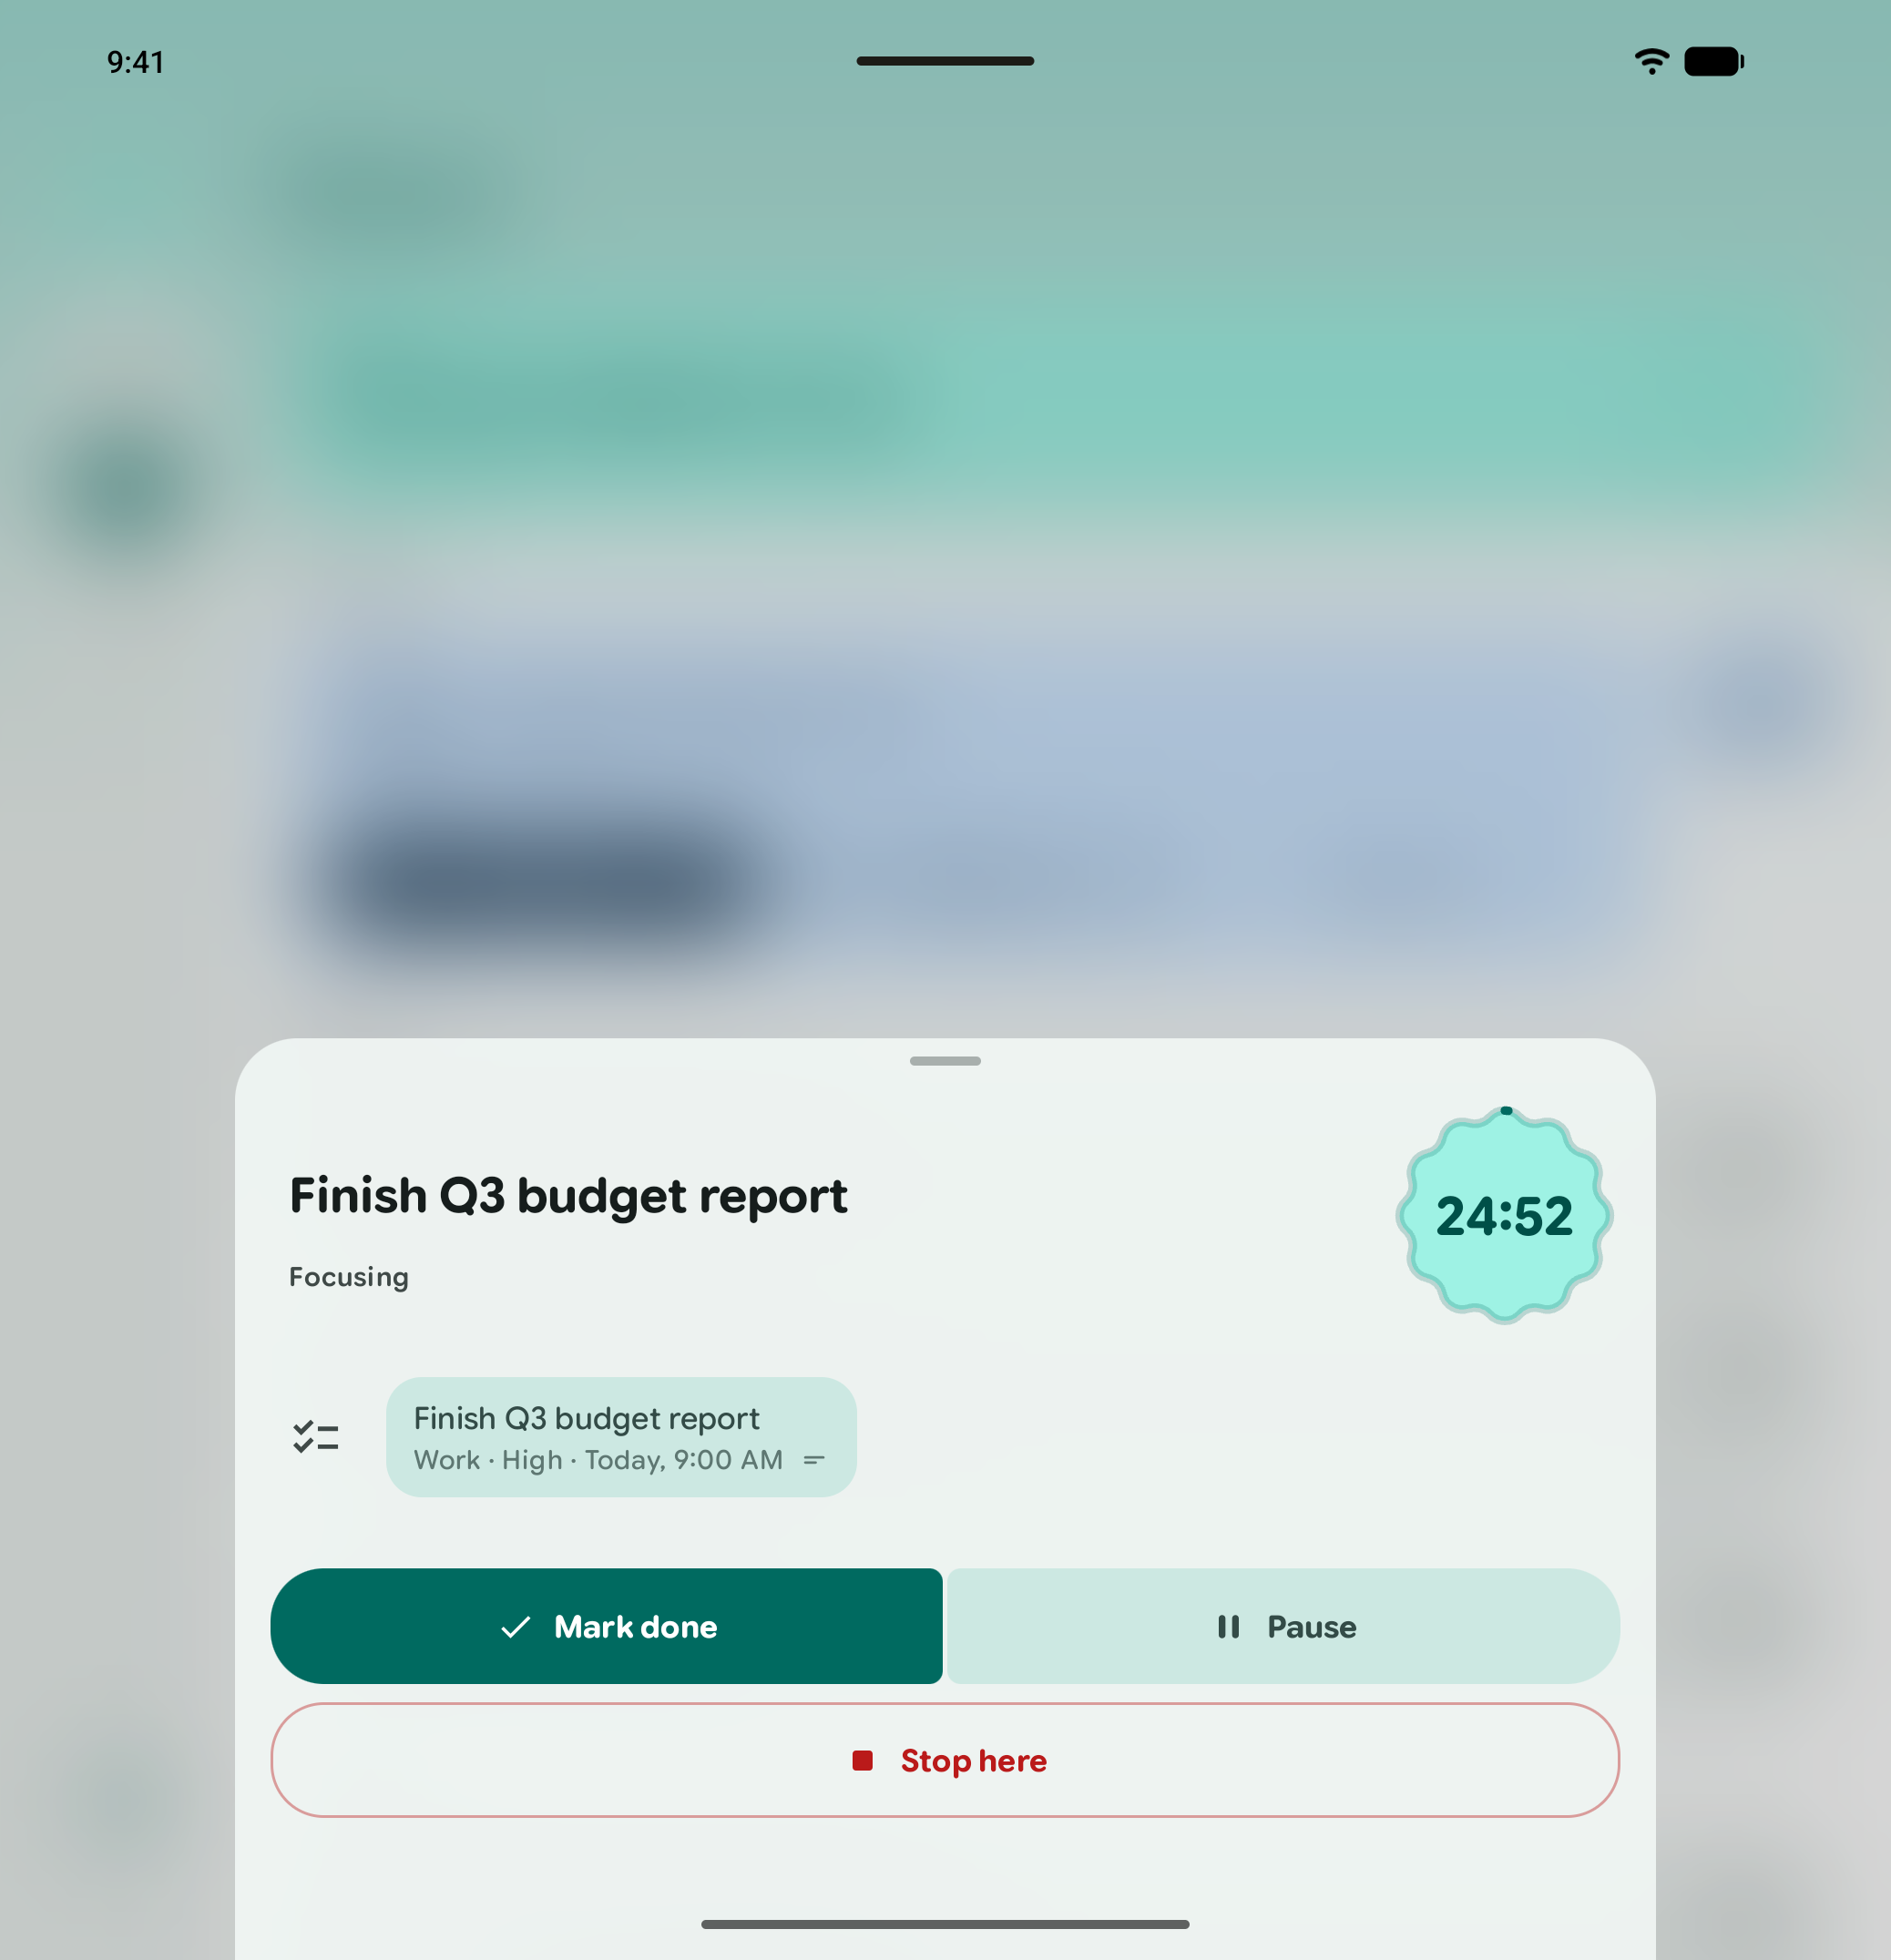 9:41
Finish Q3 budget report
24:52
Focusing
Finish Q3 budget report
Work · High · Today, 9:00 AM
Mark done
Pause
Stop here